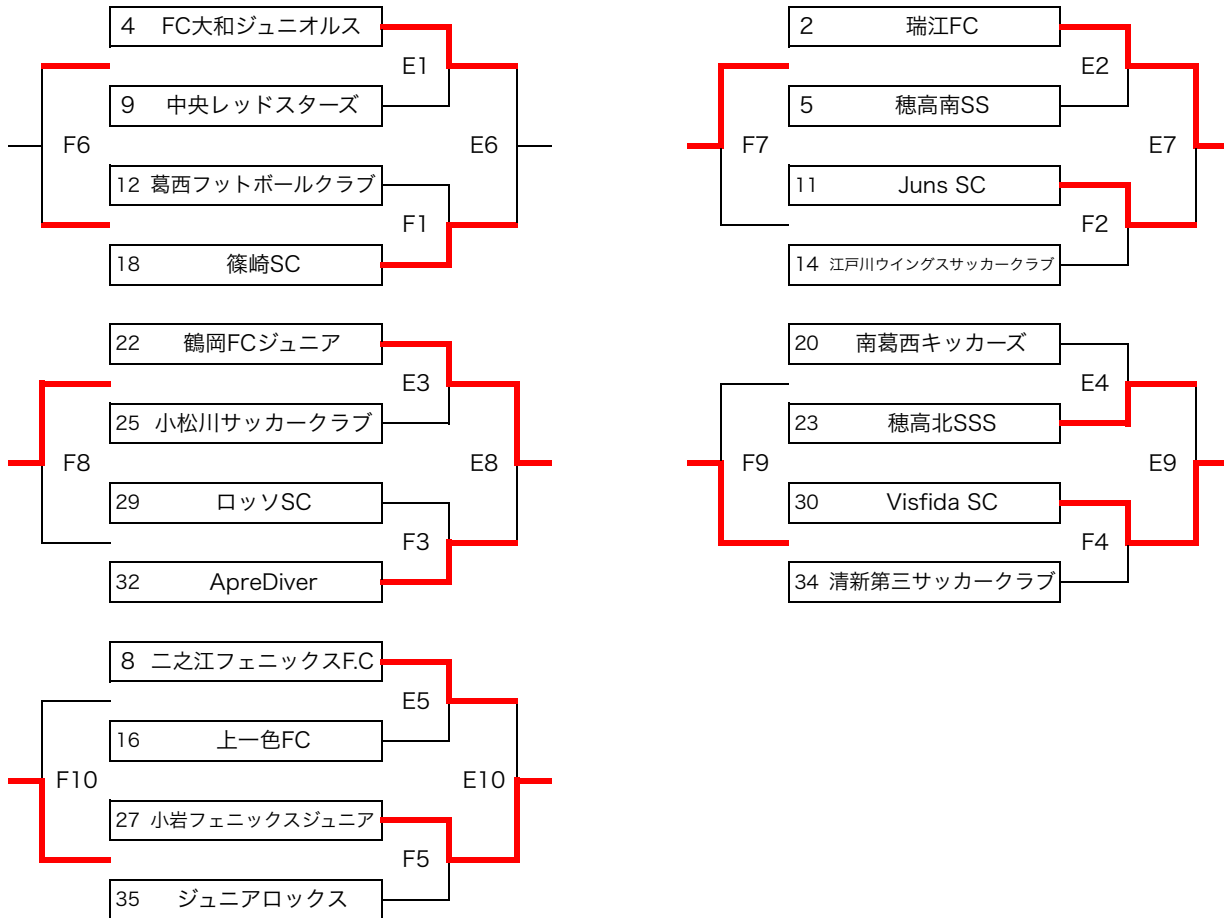 4 FC大和ジュニオルス
E1
9 中央レッドスターズ
F6
E6
12 葛西フットボールクラブ
F1
18 篠崎SC
2 瑞江FC
E2
5 穂高南SS
F7
E7
11 Juns SC
F2
14 江戸川ウイングスサッカークラブ
22 鶴岡FCジュニア
E3
25 小松川サッカークラブ
F8
E8
29 ロッソSC
F3
32 ApreDiver
20 南葛西キッカーズ
E4
23 穂高北SSS
F9
E9
30 Visfida SC
F4
34 清新第三サッカークラブ
8 二之江フェニックスF.C
E5
16 上一色FC
F10
E10
27 小岩フェニックスジュニア
F5
35 ジュニアロックス